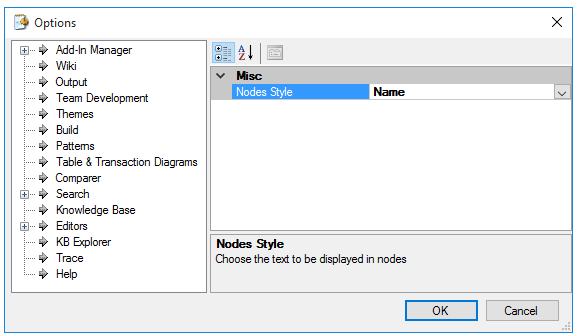 Options
Add-In Manager
Wiki
Output
Team Development
Themes
Build
Patterns
Table & Transaction Diagrams
Comparer
Search
Knowledge Base
Editors
KB Explorer
Trace
Help
Misc
Nodes Style Name
Nodes Style
Choose the text to be displayed in nodes
OK Cancel